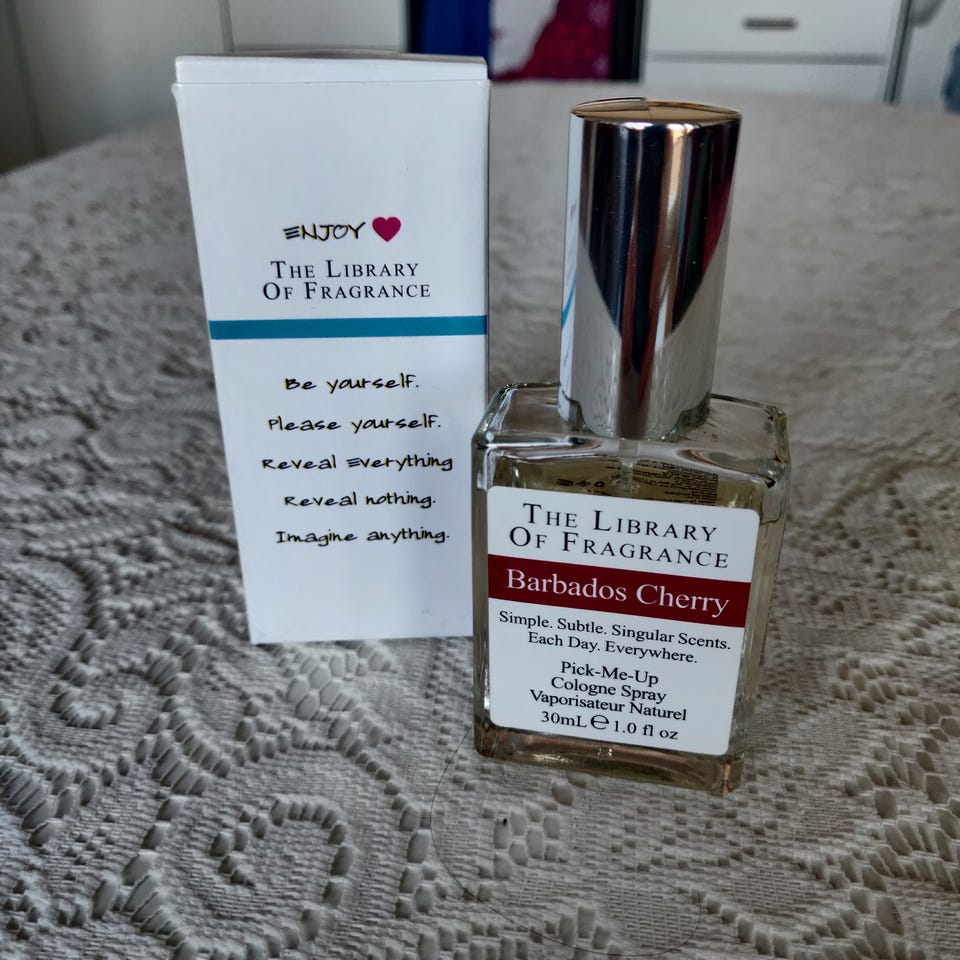 ENJOY
THE LIBRARY
OF FRAGRANCE
Be yourself.
Please yourself.
Reveal Everything
Reveal nothing.
Imagine anything.
THE LIBRARY
OF FRAGRANCE
Barbados Cherry
Simple. Subtle. Singular Scents.
Each Day. Everywhere.
Pick-Me-Up
Cologne Spray
Vaporisateur Naturel
30mL ℮ 1.0 fl oz